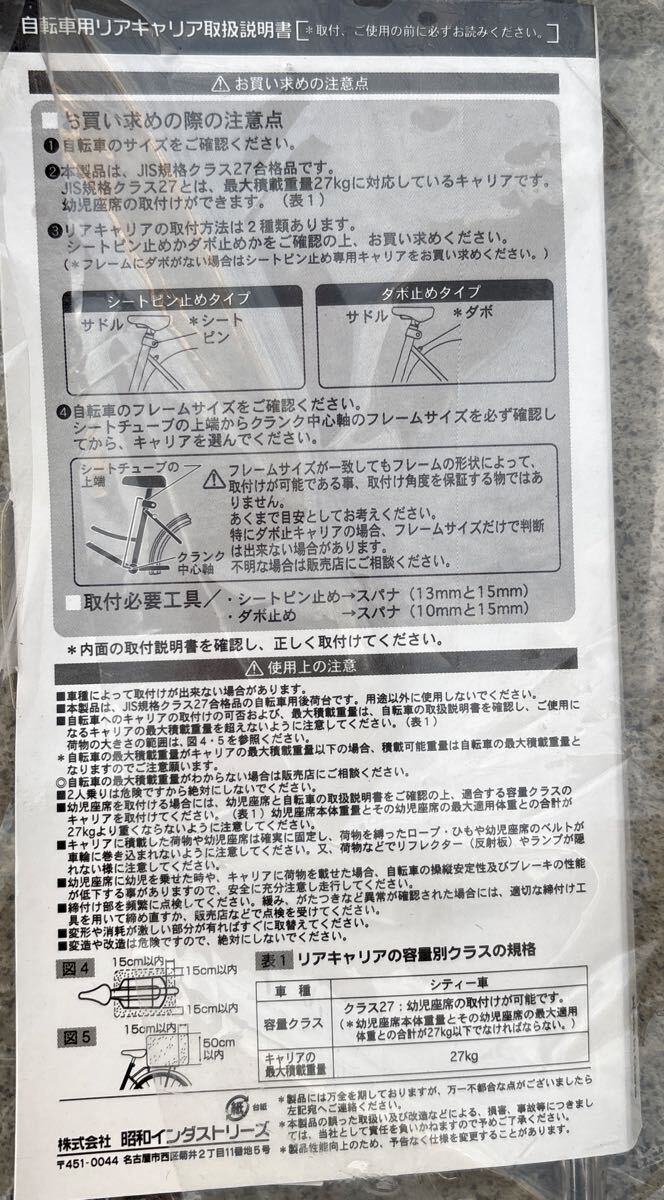 自転車用リアキャリア取扱説明書[＊取付、ご使用の前に必ずお読みください。]
⚠お買い求めの注意点
■お買い求めの際の注意点
❶自転車のサイズをご確認ください。
❷本製品は、JIS規格クラス27合格品です。
JIS規格クラス27とは、最大積載重量27kgに対応しているキャリアです。
幼児座席の取付けができます。(表1)
❸リアキャリアの取付方法は2種類あります。
シートピン止めかダボ止めかをご確認の上、お買い求めください。
(＊フレームにダボがない場合はシートピン止め専用キャリアをお買い求めください。)
シートピン止めタイプ
サドル
＊シート
ピン
ダボ止めタイプ
サドル
＊ダボ
❹自転車のフレームサイズをご確認ください。
シートチューブの上端からクランク中心軸のフレームサイズを必ず確認し
てから、キャリアを選んでください。
シートチューブの
上端
クランク
中心軸
⚠フレームサイズが一致してもフレームの形状によって、
取付けが可能である事、取付け角度を保証する物ではあ
りません。
あくまで目安としてお考えください。
特にダボ止キャリアの場合、フレームサイズだけで判断
は出来ない場合があります。
不明な場合は販売店にご相談ください。
■取付必要工具／・シートピン止め→スパナ(13mmと15mm)
・ダボ止め→スパナ(10mmと15mm)
＊内面の取付説明書を確認し、正しく取付けてください。
⚠使用上の注意
■車種によって取付けが出来ない場合があります。
■本製品は、JIS規格クラス27合格品の自転車用後荷台です。用途以外に使用しないでください。
■自転車へのキャリアの取付けの可否および、最大積載重量は、自転車の取扱説明書を確認し、ご使用に
なるキャリアの最大積載重量を超えないように注意してください。(表1)
荷物の大きさの範囲は、図4・5を参照ください。
＊自転車の最大積載重量がキャリアの最大積載重量以下の場合、積載可能重量は自転車の最大積載重量と
なりますのでご注意願います。
◎自転車の最大積載重量がわからない場合は販売店にご相談ください。
■2人乗りは危険ですから絶対にしないでください。
■幼児座席を取付ける場合には、幼児座席と自転車の取扱説明書をご確認の上、適合する容量クラスの
キャリアを取付けてください。(表1)幼児座席本体重量とその幼児座席の最大適用体重との合計が
27kgより重くならないように注意してください。
■キャリアに積載した荷物や幼児座席は確実に固定し、荷物を縛ったロープ・ひもや幼児座席のベルトが
車輪に巻き込まれないように注意してください。又、荷物などでリフレクター(反射板)やランプが隠
れない様に注意してください。
■幼児座席に幼児を乗せた時や、キャリアに荷物を載せた場合、自転車の操縦安定性及びブレーキの性能
が低下する事がありますので、安全に充分注意し走行してください。
■締付け部を頻繁に点検してください。緩み、がたつきなど異常が確認された場合には、適切な締付け工
具を用いて締め直すか、販売店などで点検を受けてください。
■変形や消耗が激しい部分が有ればすぐに取替えてください。
■変造や改造は危険ですので、絶対にしないでください。
図4
15cm以内
15cm以内
15cm以内
図5
15cm以内
50cm
以内
表1 リアキャリアの容量別クラスの規格
車種 シティー車
容量クラス クラス27：幼児座席の取付けが可能です。
(＊幼児座席本体重量とその幼児座席の最大適用
体重との合計が27kg以下でなければならない。)
キャリアの
最大積載重量 27kg
紙 台紙
株式会社 昭和インダストリーズ
〒451-0044 名古屋市西区菊井2丁目11番地5号
＊製品には万全を期しておりますが、万一不都合な点がございましたら
左記宛へご連絡ください。
＊本製品の誤った取扱い及び改造などによる、損害、事故等につきまし
ては、当社として責任を負いかねますので予めご了承ください。
＊製品性能向上のため、予告なく仕様を変更することがあります。